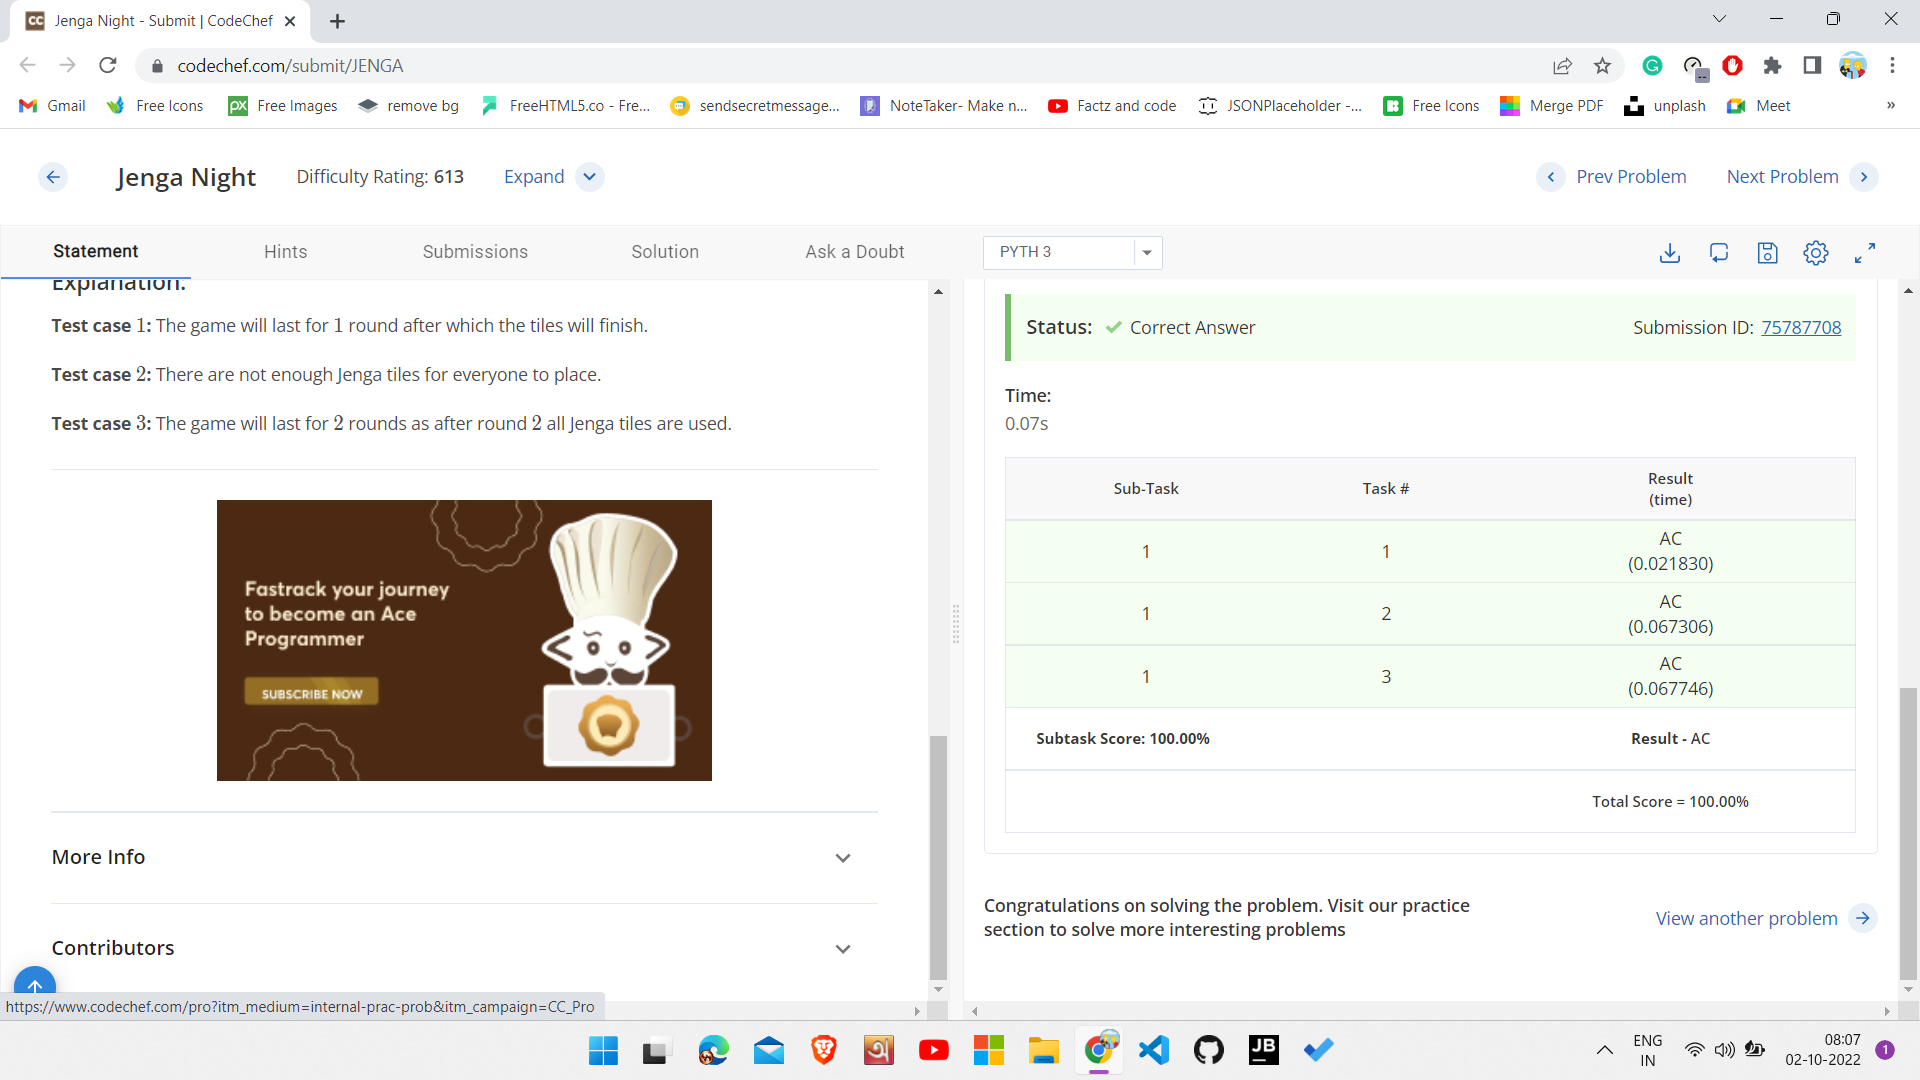 CC Jenga Night - Submit | CodeChef
codechef.com/submit/JENGA
Gmail Free Icons PX Free Images remove bg FreeHTML5.co - Fre... sendsecretmessage... NoteTaker- Make n... Factz and code JSONPlaceholder -... Free Icons Merge PDF unplash Meet »
Jenga Night Difficulty Rating: 613 Expand Prev Problem Next Problem
Statement Hints Submissions Solution Ask a Doubt PYTH 3
Explanation:
Test case 1: The game will last for 1 round after which the tiles will finish.
Test case 2: There are not enough Jenga tiles for everyone to place.
Test case 3: The game will last for 2 rounds as after round 2 all Jenga tiles are used.
Fastrack your journey
to become an Ace
Programmer
SUBSCRIBE NOW
More Info
Contributors
https://www.codechef.com/pro?itm_medium=internal-prac-prob&itm_campaign=CC_Pro
Status: Correct Answer Submission ID: 75787708
Time:
0.07s
Sub-Task Task # Result
(time)
1 1 AC
(0.021830)
1 2 AC
(0.067306)
1 3 AC
(0.067746)
Subtask Score: 100.00% Result - AC
Total Score = 100.00%
Congratulations on solving the problem. Visit our practice
section to solve more interesting problems
View another problem
অ JB
ENG
IN
08:07
02-10-2022
1